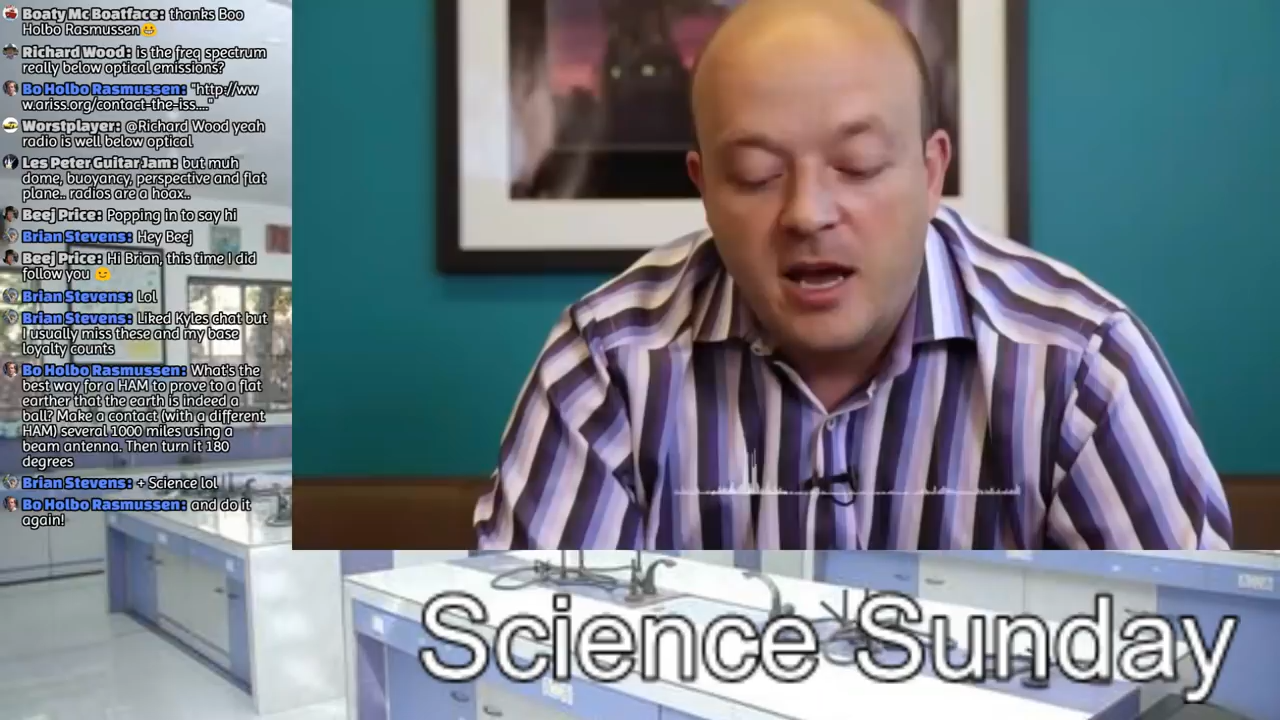 Boaty Mc Boatface: thanks Boo
Holbo Rasmussen😁
Richard Wood: is the freq spectrum
really below optical emissions?
Bo Holbo Rasmussen: "http://ww
w.ariss.org/contact-the-iss...."
Worstplayer: @Richard Wood yeah
radio is well below optical
Les Peter Guitar Jam: but muh
dome, buoyancy, perspective and flat
plane.. radios are a hoax..
Beej Price: Popping in to say hi
Brian Stevens: Hey Beej
Beej Price: Hi Brian, this time I did
follow you 🙂
Brian Stevens: Lol
Brian Stevens: Liked Kyles chat but
I usually miss these and my base
loyalty counts
Bo Holbo Rasmussen: What's the
best way for a HAM to prove to a flat
earther that the earth is indeed a
ball? Make a contact (with a different
HAM) several 1000 miles using a
beam antenna. Then turn it 180
degrees
Brian Stevens: + Science lol
Bo Holbo Rasmussen: and do it
again!
Science Sunday